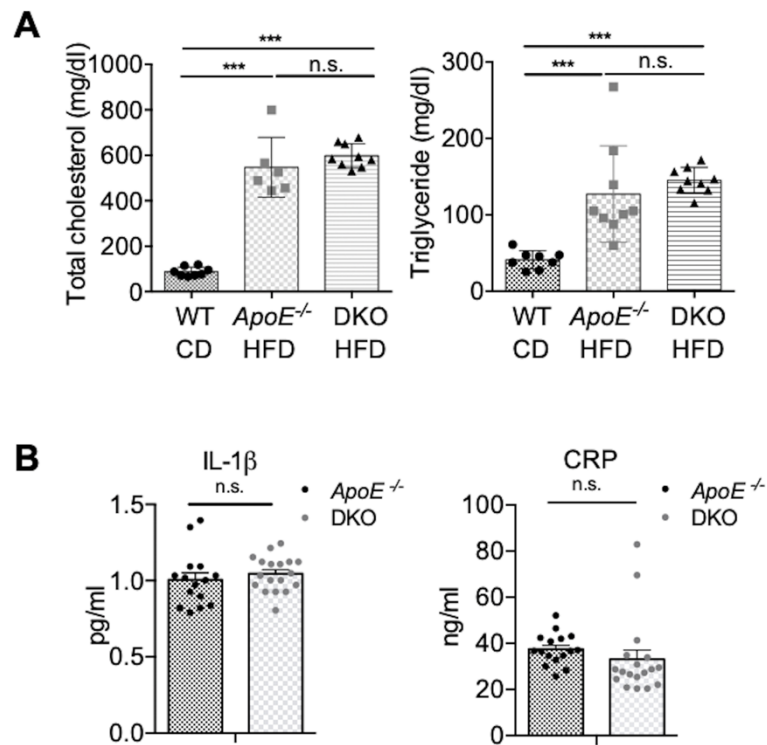 A
***
***
n.s.
Total cholesterol (mg/dl)
1000
800
600
400
200
0
WT ApoE-/- DKO
CD HFD HFD
***
***
n.s.
Triglyceride (mg/dl)
300
200
100
0
WT ApoE-/- DKO
CD HFD HFD
B
IL-1β
n.s.
ApoE -/-
DKO
pg/ml
1.5
1.0
0.5
0.0
CRP
n.s.
ApoE -/-
DKO
ng/ml
100
80
60
40
20
0